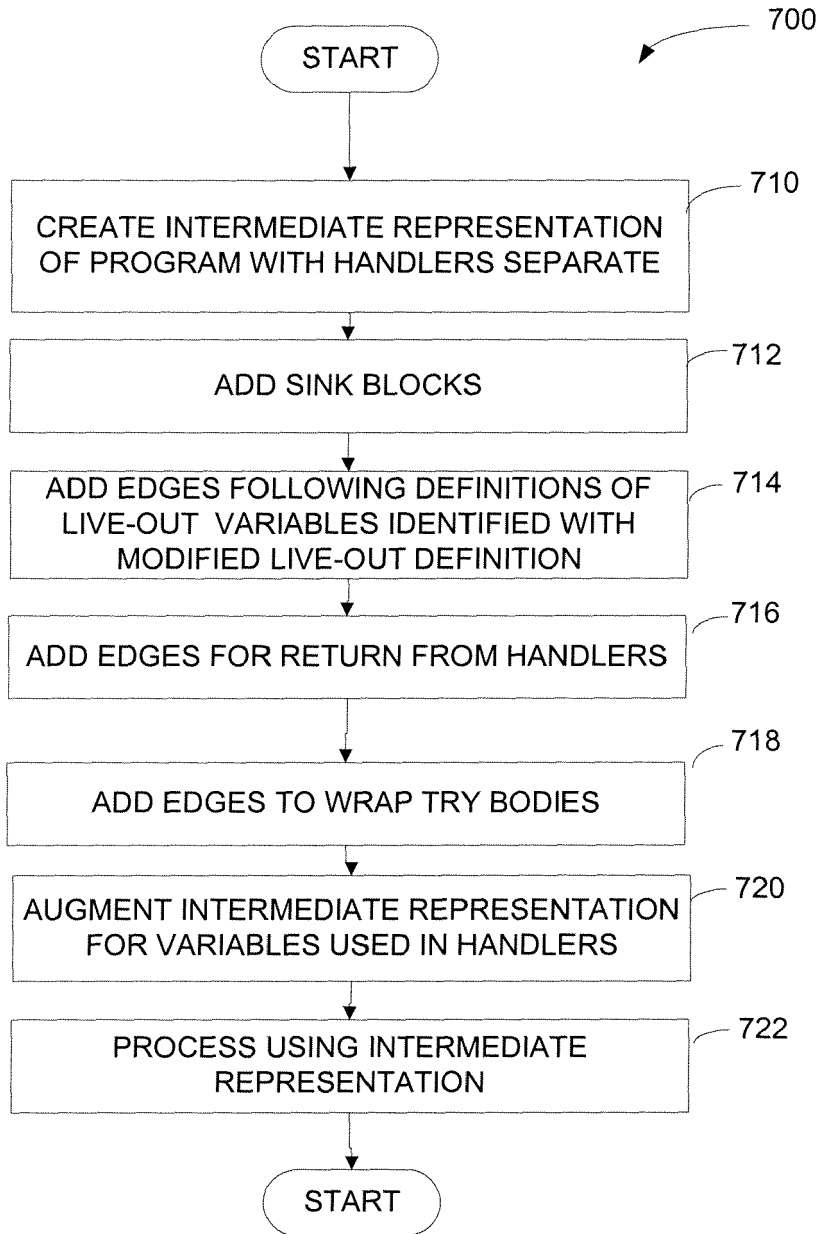 700
START
710
CREATE INTERMEDIATE REPRESENTATION
OF PROGRAM WITH HANDLERS SEPARATE
712
ADD SINK BLOCKS
714
ADD EDGES FOLLOWING DEFINITIONS OF
LIVE-OUT VARIABLES IDENTIFIED WITH
MODIFIED LIVE-OUT DEFINITION
716
ADD EDGES FOR RETURN FROM HANDLERS
718
ADD EDGES TO WRAP TRY BODIES
720
AUGMENT INTERMEDIATE REPRESENTATION
FOR VARIABLES USED IN HANDLERS
722
PROCESS USING INTERMEDIATE
REPRESENTATION
START